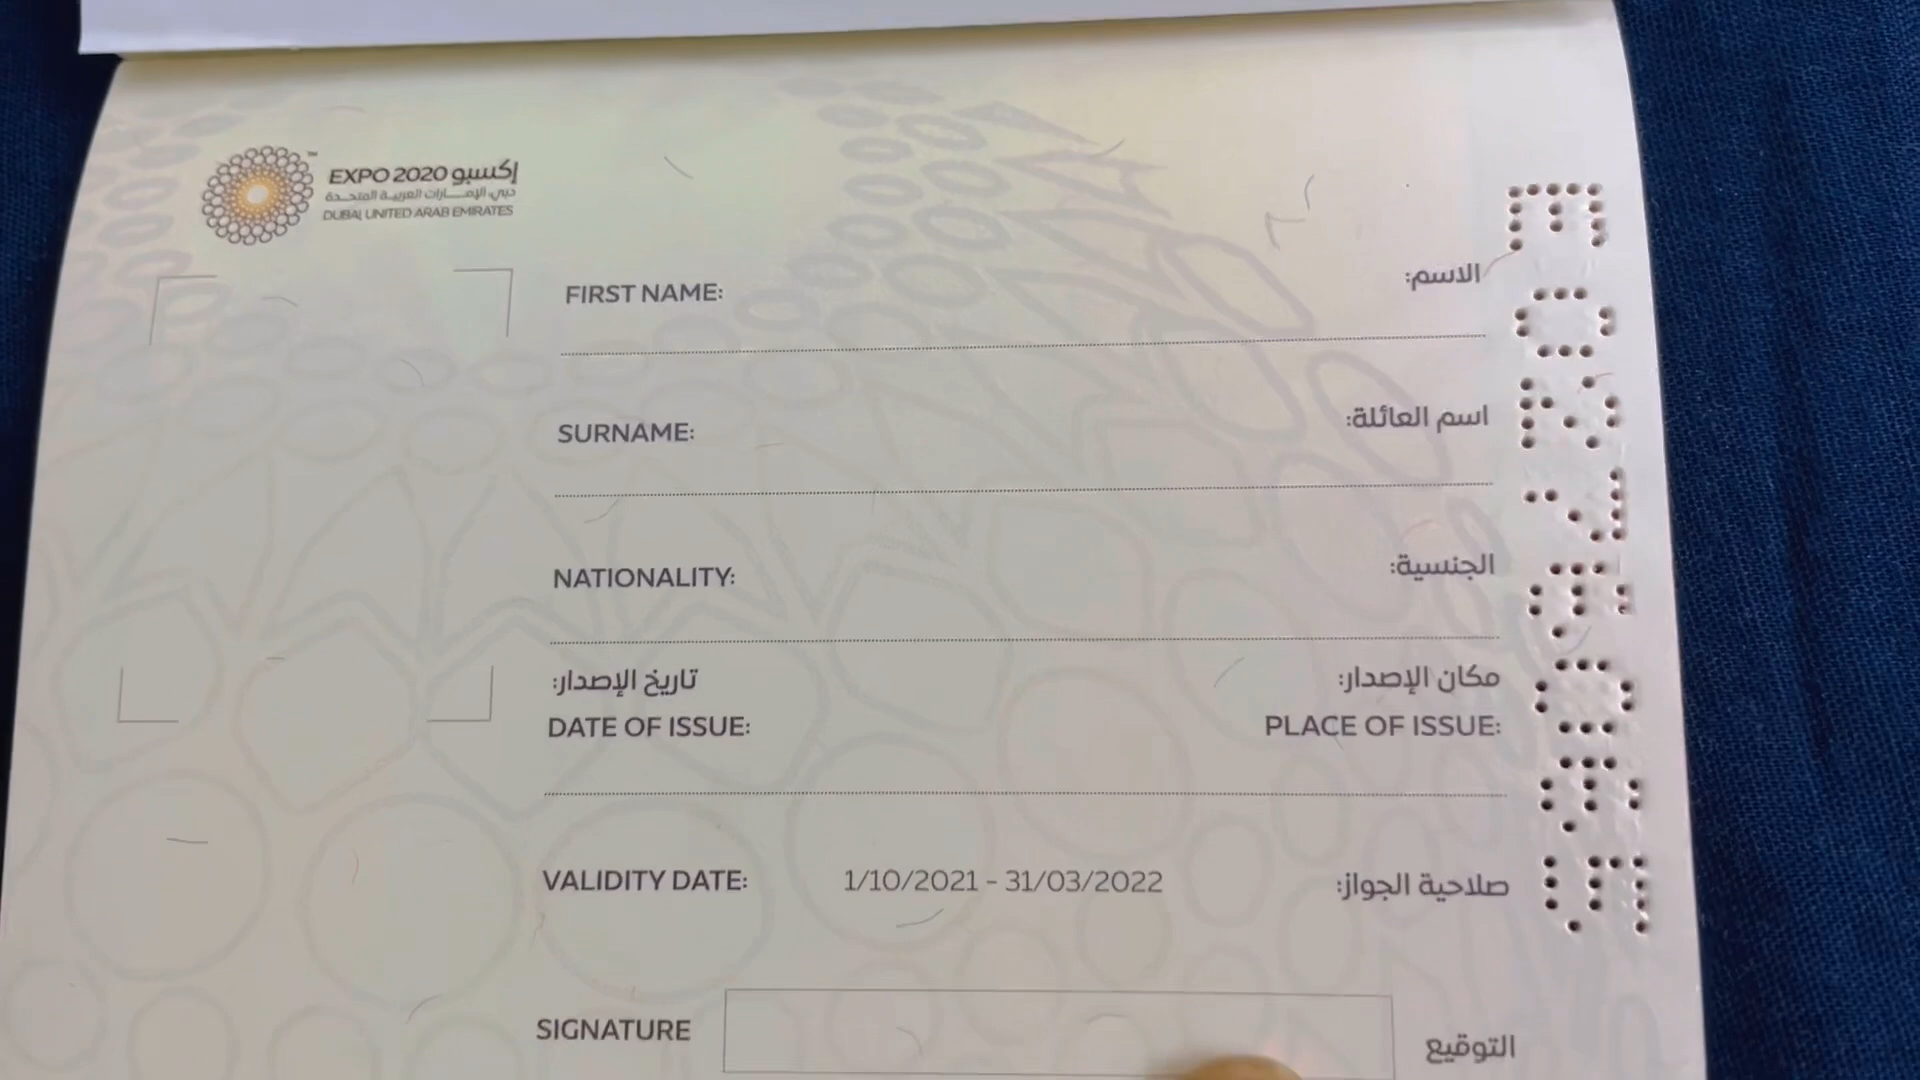 EXPO 2020 إكسبو
دبي، الإمارات العربية المتحدة
DUBAI, UNITED ARAB EMIRATES
FIRST NAME: الاسم:
SURNAME: اسم العائلة:
NATIONALITY: الجنسية:
تاريخ الإصدار: مكان الإصدار:
DATE OF ISSUE: PLACE OF ISSUE:
VALIDITY DATE: 1/10/2021 - 31/03/2022 صلاحية الجواز:
SIGNATURE التوقيع
E0276065